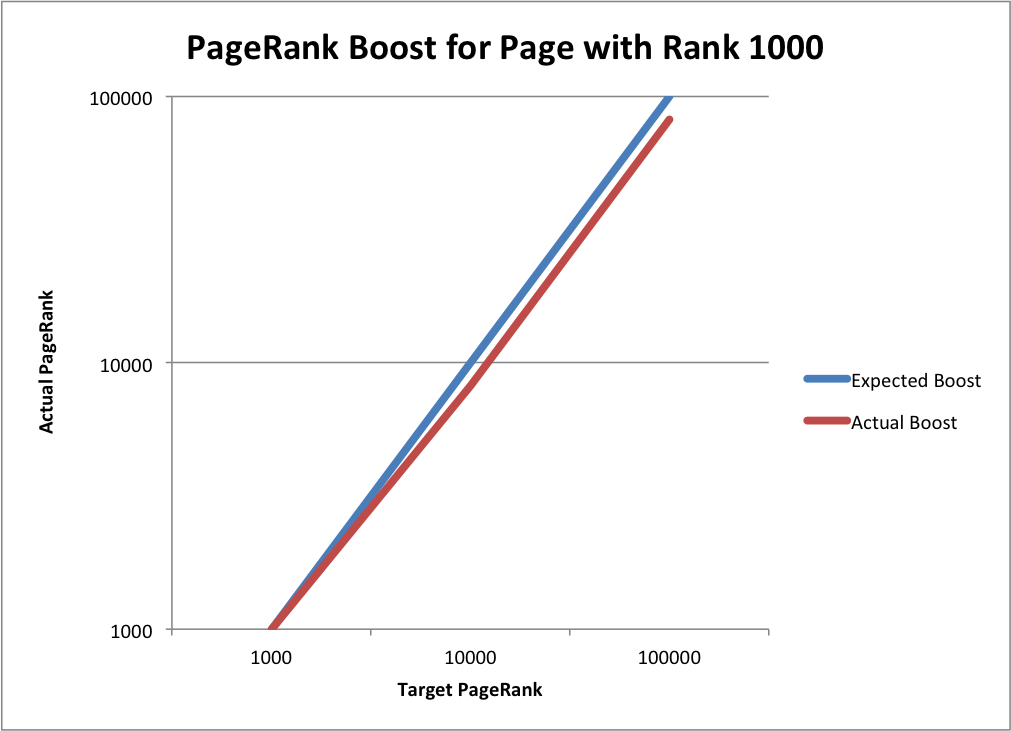 PageRank Boost for Page with Rank 1000
100000
10000
1000
Actual PageRank
1000 10000 100000
Target PageRank
Expected Boost
Actual Boost